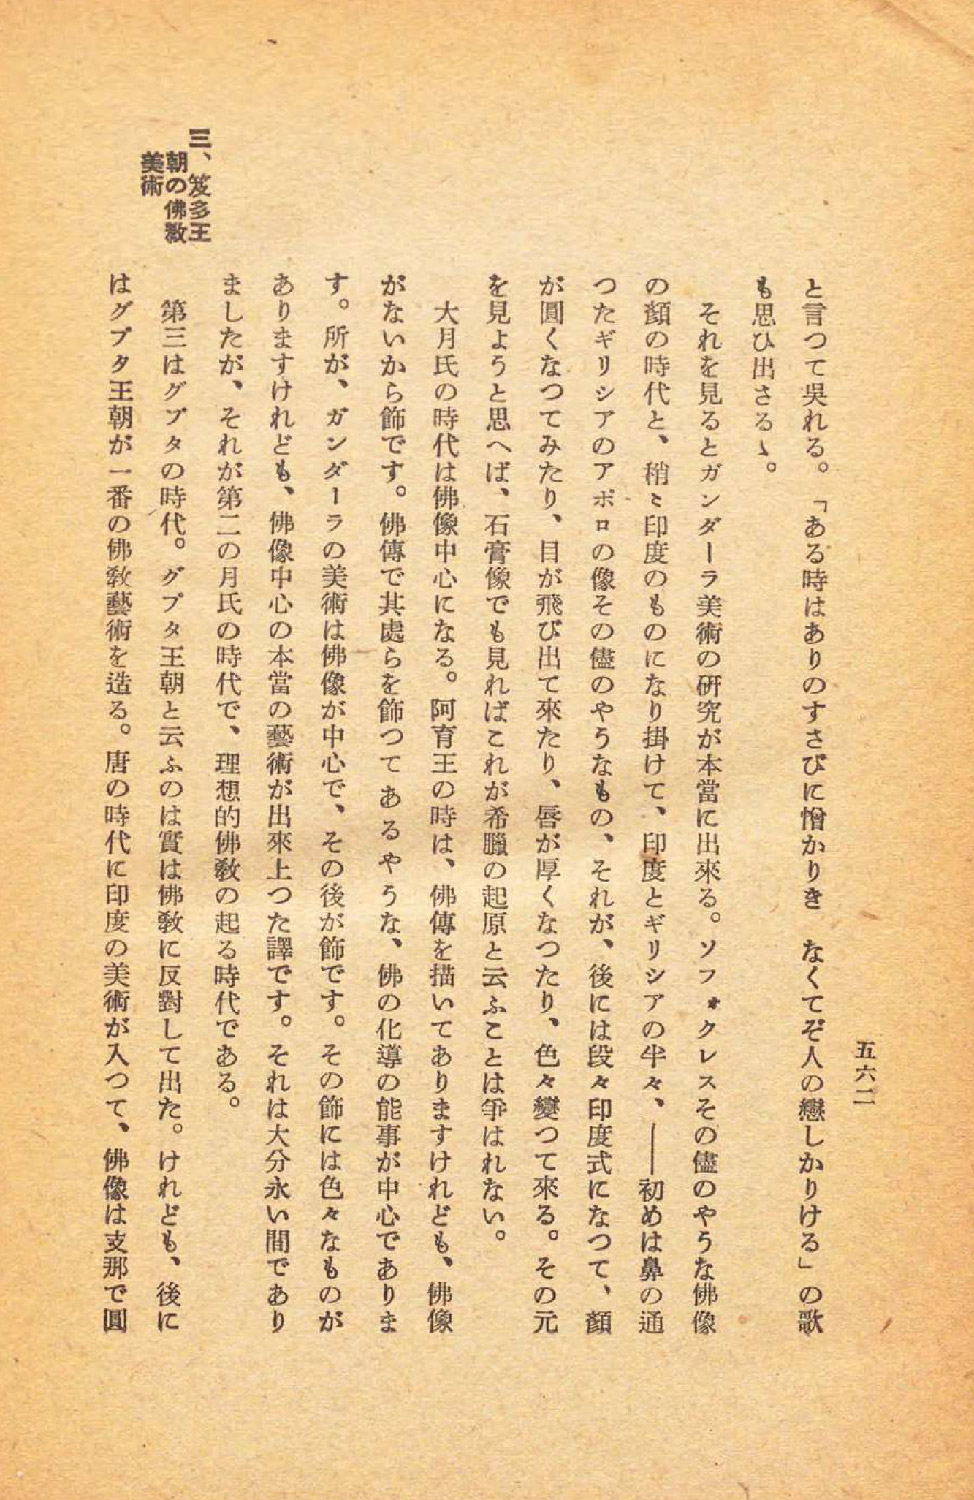 五六二
と言つて吳れる。「ある時はありのすさびに憎かりき　なくてぞ人の戀しかりける」の歌
も思ひ出さるゝ。
それを見るとガンダーラ美術の研究が本當に出來る。ソフォクレスその儘のやうな佛像
の顏の時代と、稍々印度のものになり掛けて、印度とギリシアの半々、――初めは鼻の通
つたギリシアのアポロの像その儘のやうなもの、それが、後には段々印度式になつて、顏
が圓くなつてみたり、目が飛び出て來たり、唇が厚くなつたり、色々變つて來る。その元
を見ようと思へば、石膏像でも見ればこれが希臘の起原と云ふことは爭はれない。
大月氏の時代は佛像中心になる。阿育王の時は、佛傳を描いてありますけれども、佛像
がないから飾です。佛傳で其處らを飾つてあるやうな、佛の化導の能事が中心でありま
す。所が、ガンダーラの美術は佛像が中心で、その後が飾です。その飾には色々なものが
ありますけれども、佛像中心の本當の藝術が出來上つた譯です。それは大分永い間であり
ましたが、それが第二の月氏の時代で、理想的佛敎の起る時代である。
三、笈多王
朝の佛敎
美術
第三はグプタの時代。グプタ王朝と云ふのは實は佛敎に反對して出た。けれども、後に
はグプタ王朝が一番の佛敎藝術を造る。唐の時代に印度の美術が入つて、佛像は支那で圓